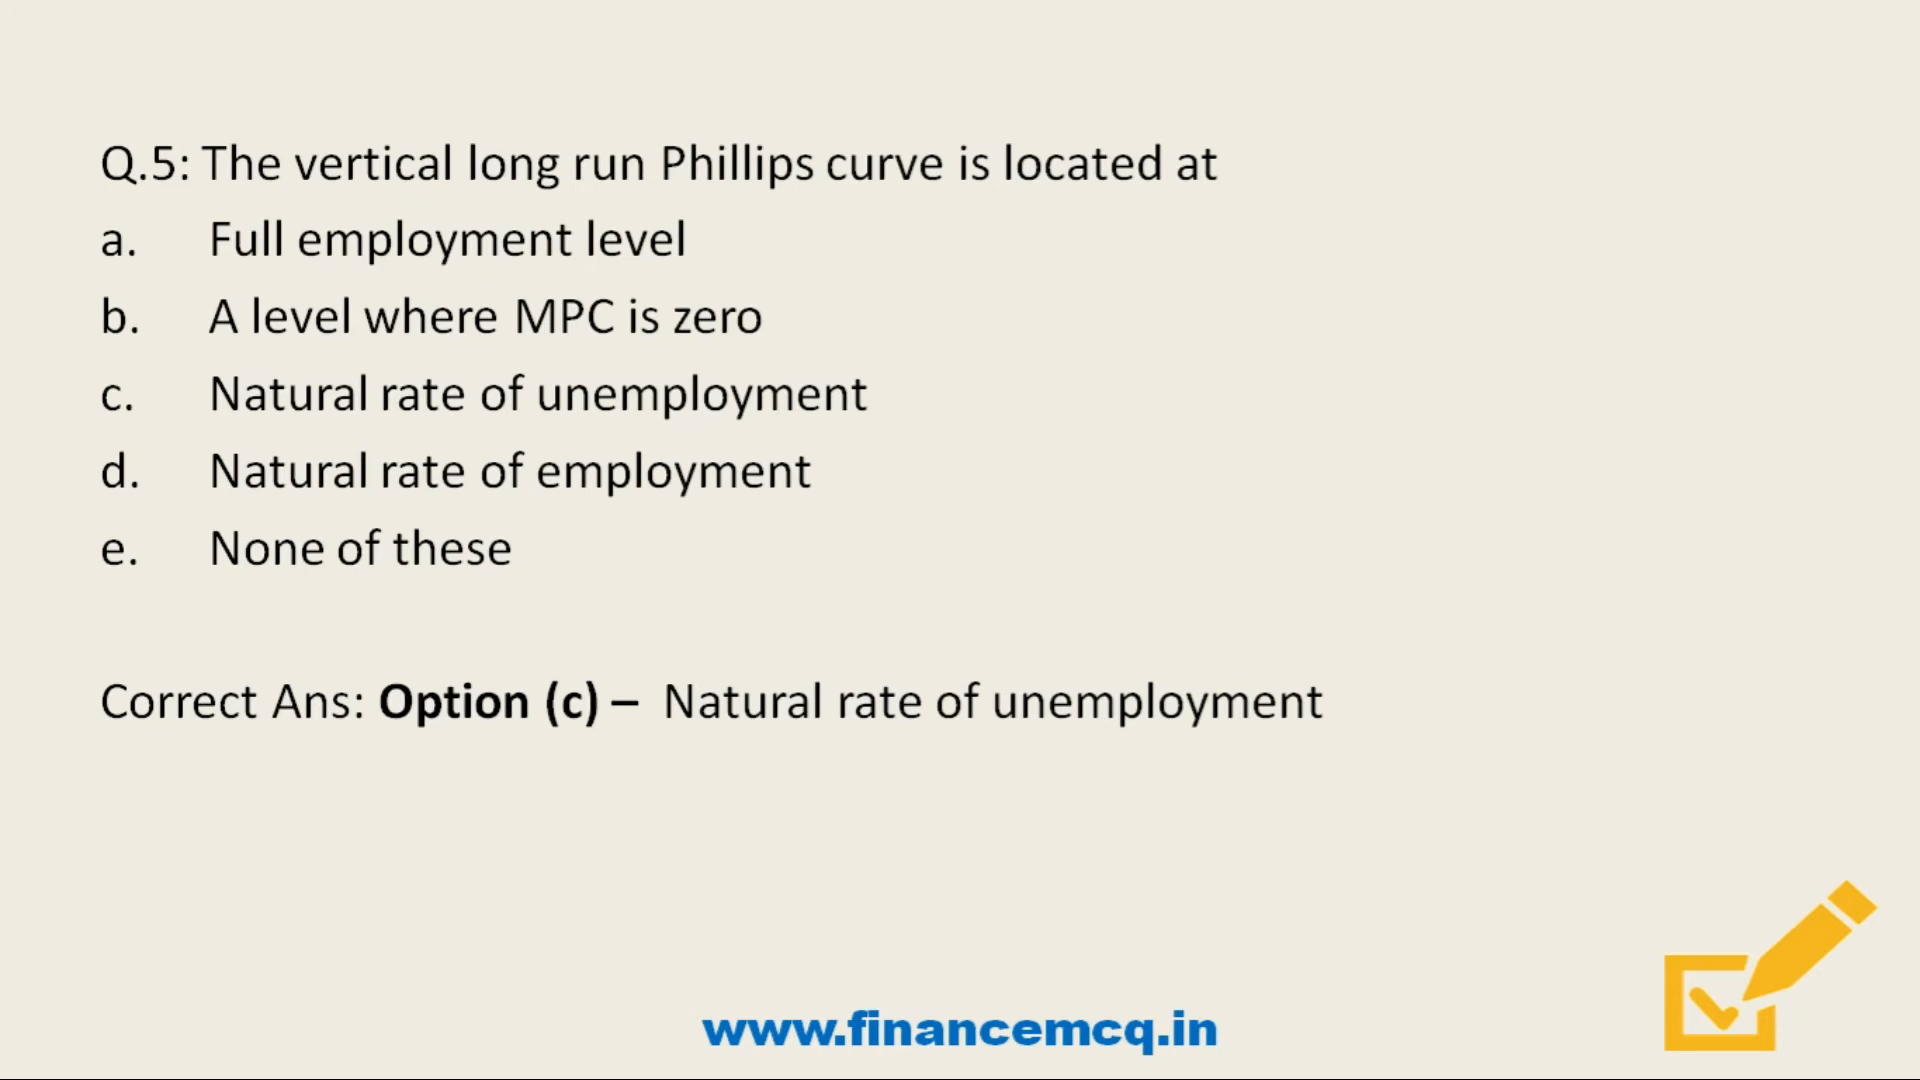 Q.5: The vertical long run Phillips curve is located at
a. Full employment level
b. A level where MPC is zero
c. Natural rate of unemployment
d. Natural rate of employment
e. None of these
Correct Ans: Option (c) – Natural rate of unemployment
www.financemcq.in